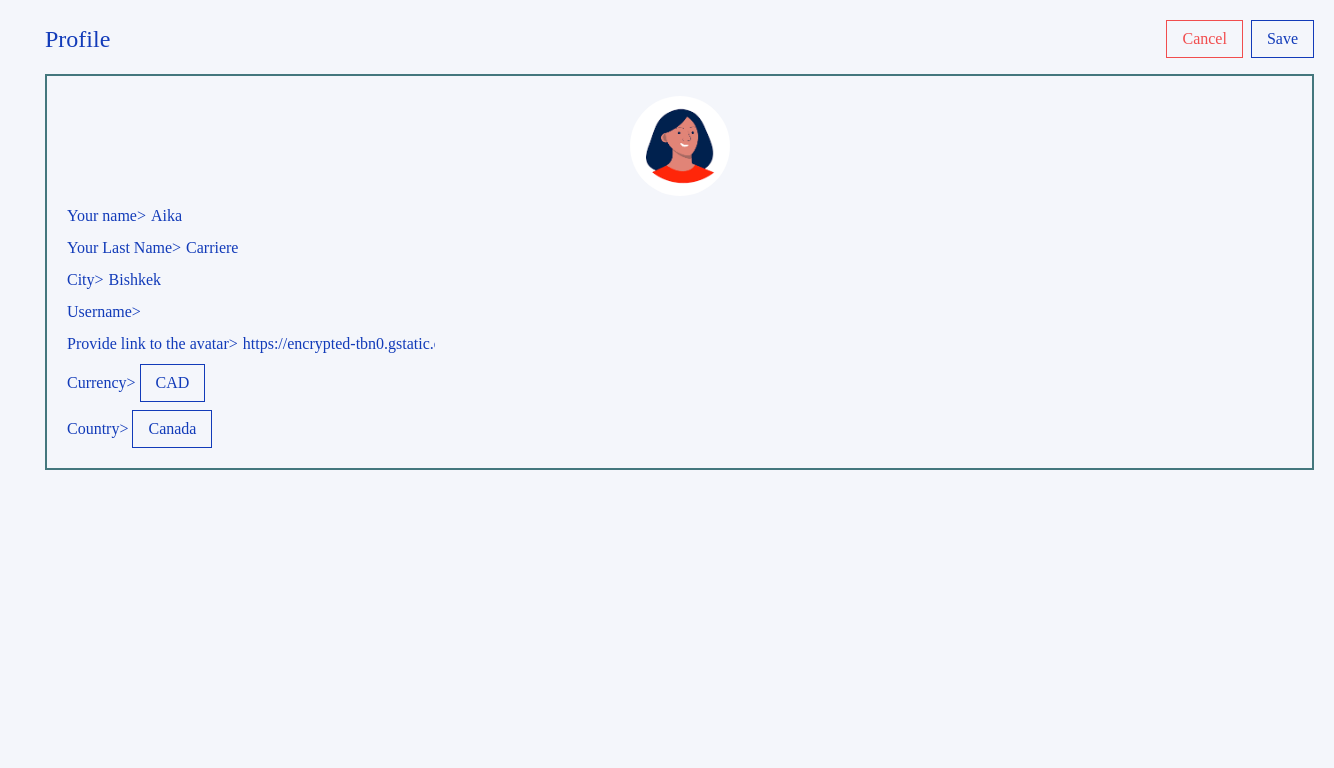 Profile
Cancel
Save
Your name> Aika
Your Last Name> Carriere
City> Bishkek
Username>
Provide link to the avatar> https://encrypted-tbn0.gstatic.
Currency> CAD
Country> Canada